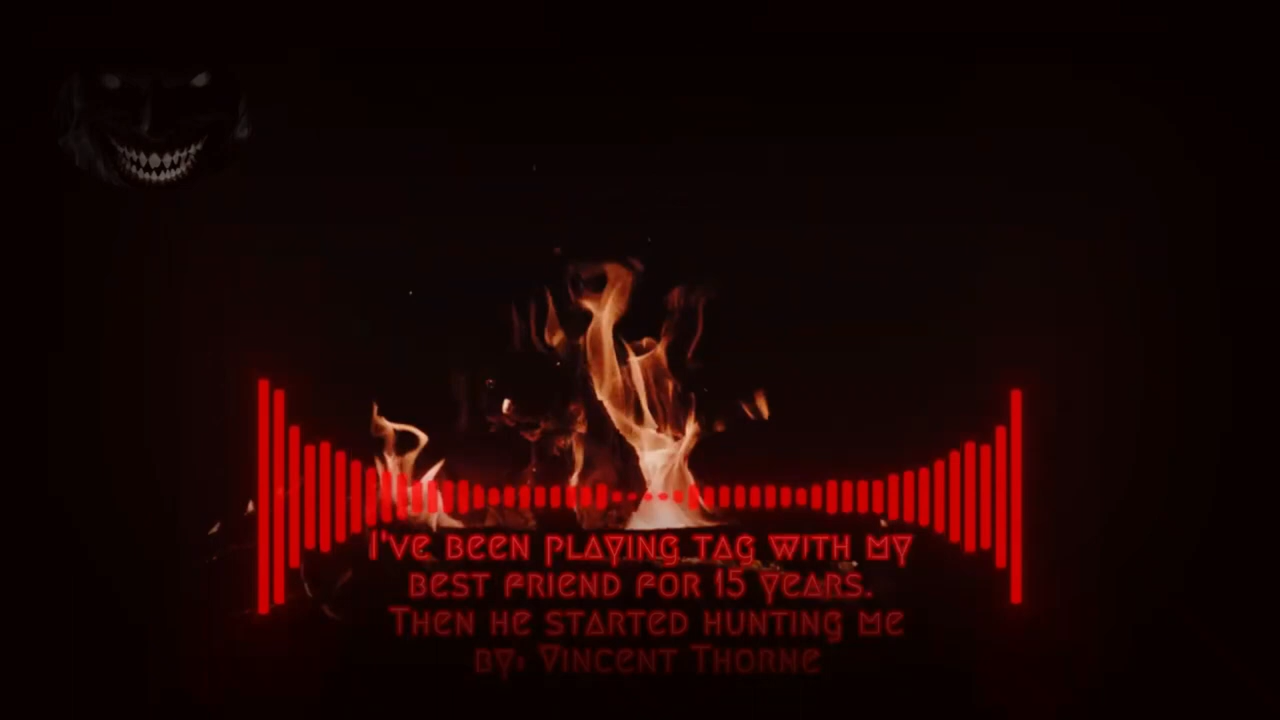 I've been playing tag with my
best friend for 15 years.
Then he started hunting me
by: Vincent Thorne